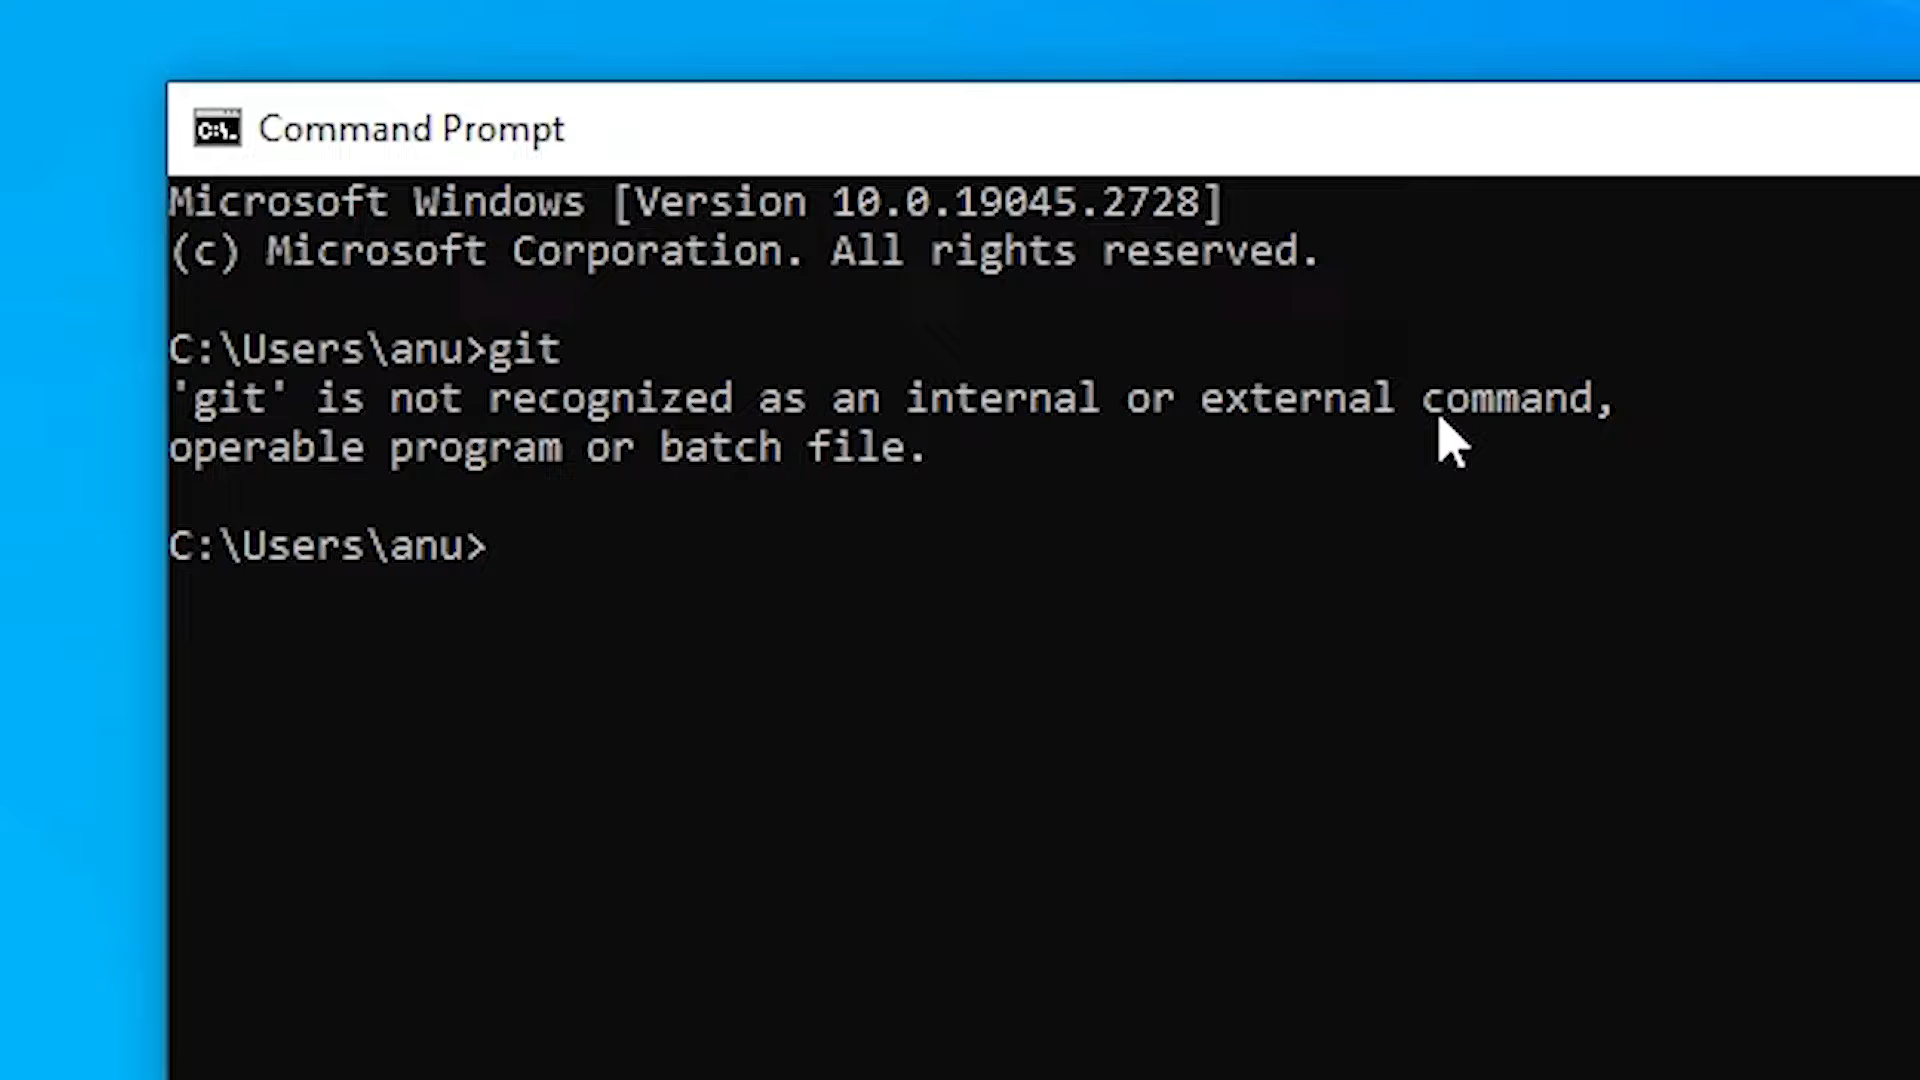 C:\.
Command Prompt
Microsoft Windows [Version 10.0.19045.2728]
(c) Microsoft Corporation. All rights reserved.
C:\Users\anu>git
'git' is not recognized as an internal or external command,
operable program or batch file.
C:\Users\anu>